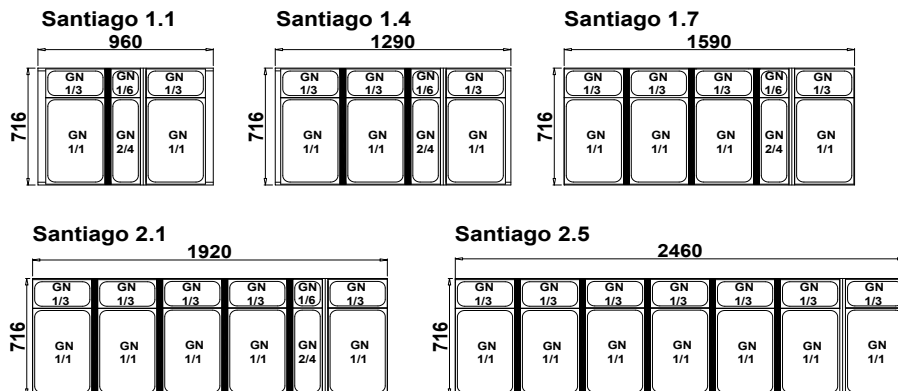 Santiago 1.1
960
716
GN 1/3 GN 1/6 GN 1/3
GN 1/1 GN 2/4 GN 1/1
Santiago 1.4
1290
716
GN 1/3 GN 1/3 GN 1/6 GN 1/3
GN 1/1 GN 1/1 GN 2/4 GN 1/1
Santiago 1.7
1590
716
GN 1/3 GN 1/3 GN 1/3 GN 1/6 GN 1/3
GN 1/1 GN 1/1 GN 1/1 GN 2/4 GN 1/1
Santiago 2.1
1920
716
GN 1/3 GN 1/3 GN 1/3 GN 1/3 GN 1/6 GN 1/3
GN 1/1 GN 1/1 GN 1/1 GN 1/1 GN 2/4 GN 1/1
Santiago 2.5
2460
716
GN 1/3 GN 1/3 GN 1/3 GN 1/3 GN 1/3 GN 1/3 GN 1/3
GN 1/1 GN 1/1 GN 1/1 GN 1/1 GN 1/1 GN 1/1 GN 1/1